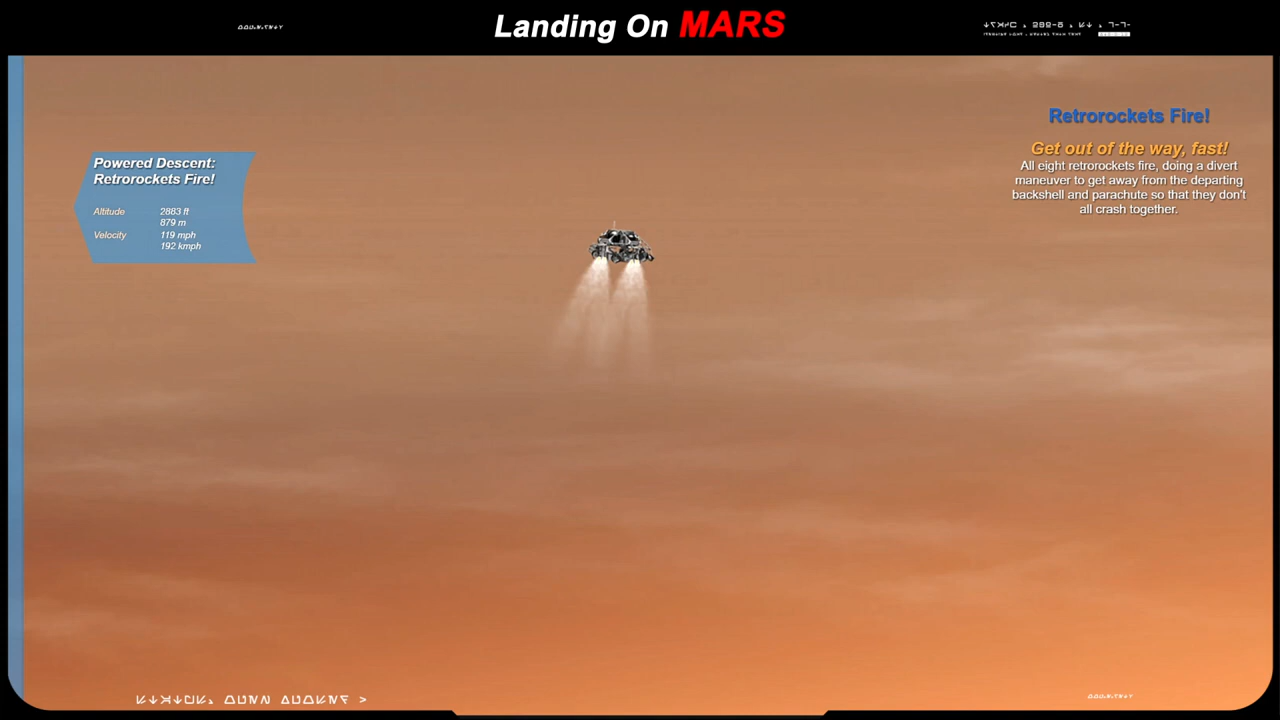 Landing On MARS
Retrorockets Fire!
Get out of the way, fast!
All eight retrorockets fire, doing a divert
maneuver to get away from the departing
backshell and parachute so that they don't
all crash together.
Powered Descent:
Retrorockets Fire!
Altitude 2883 ft
879 m
Velocity 119 mph
192 kmph